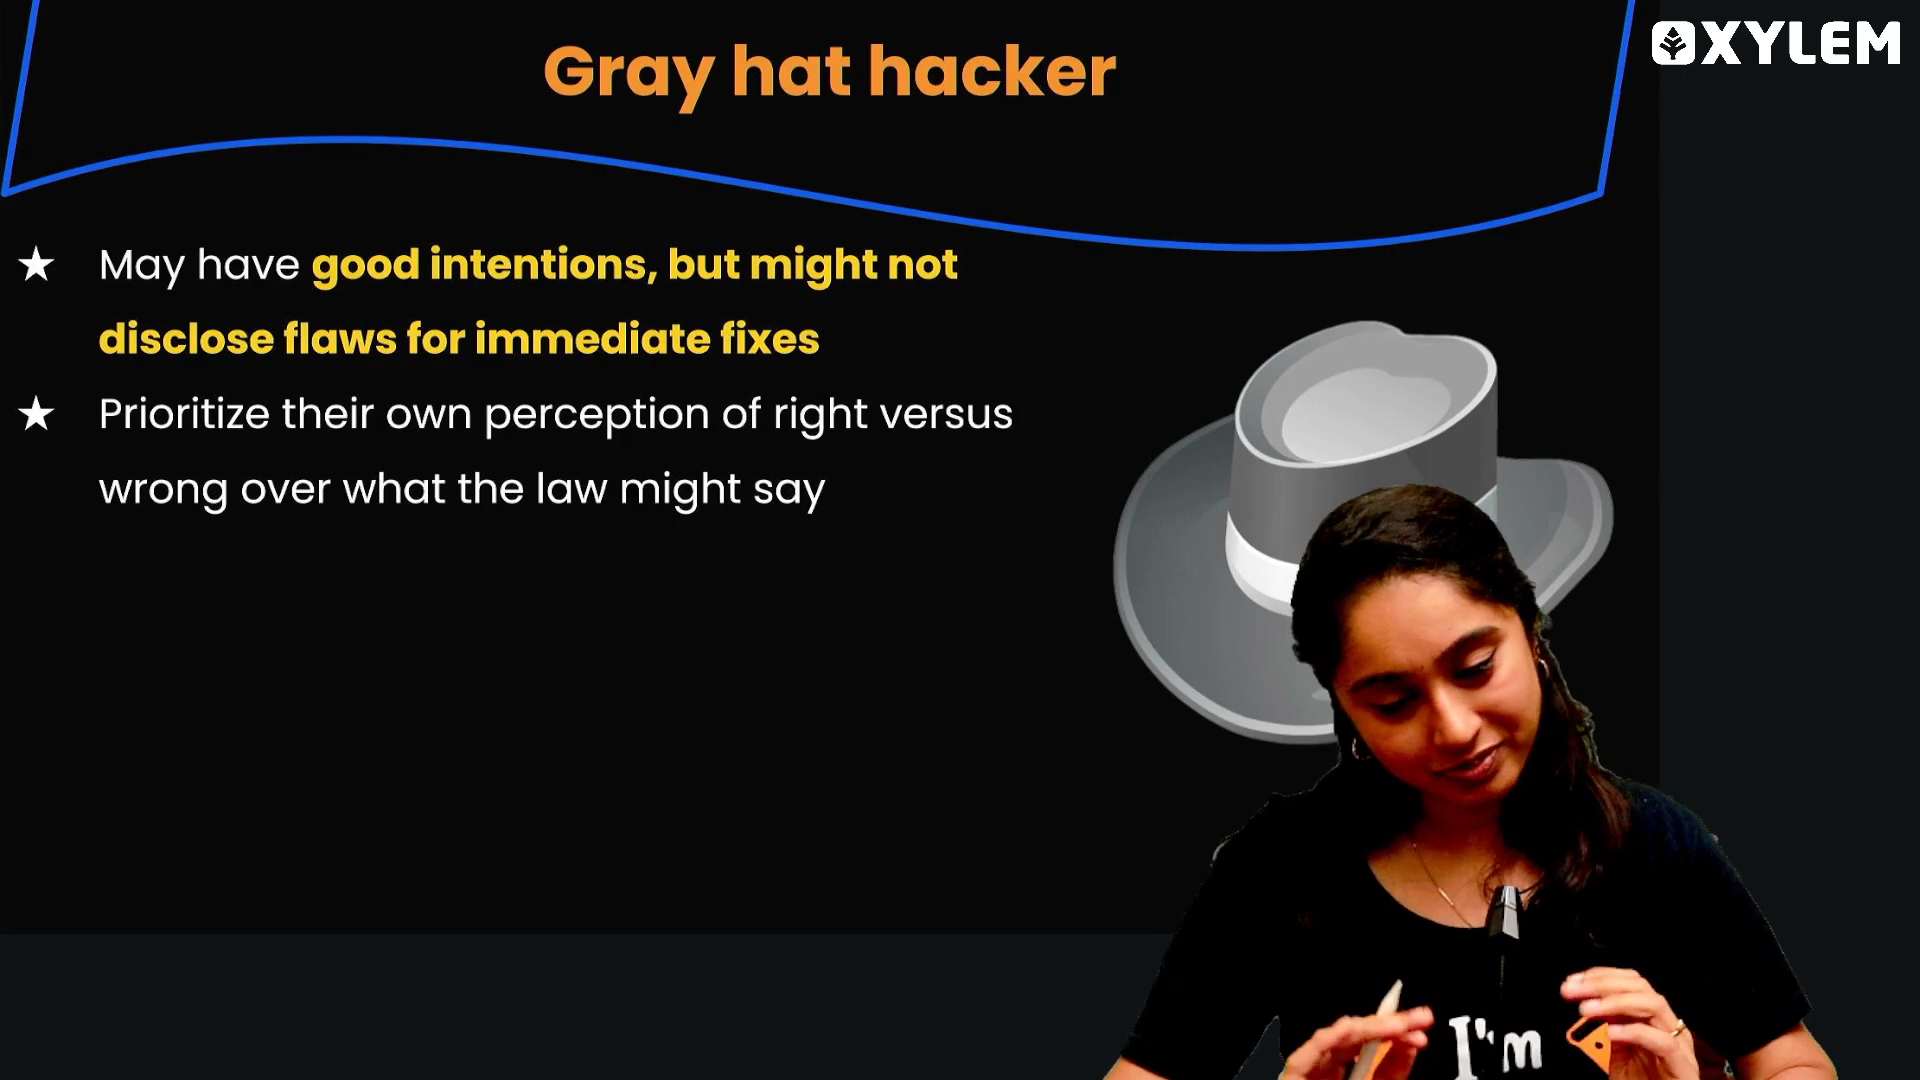 Gray hat hacker
XYLEM
★ May have good intentions, but might not
disclose flaws for immediate fixes
★ Prioritize their own perception of right versus
wrong over what the law might say
I'm